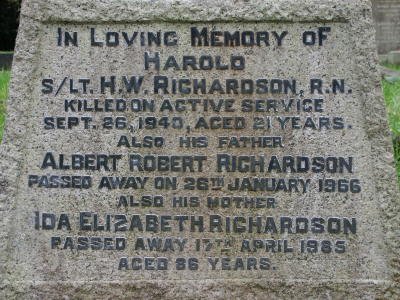 IN LOVING MEMORY OF
HAROLD
S/LT. H.W. RICHARDSON, R.N.
KILLED ON ACTIVE SERVICE
SEPT. 26, 1940, AGED 21 YEARS.
ALSO HIS FATHER
ALBERT ROBERT RICHARDSON
PASSED AWAY ON 26TH JANUARY 1966
ALSO HIS MOTHER
IDA ELIZABETH RICHARDSON
PASSED AWAY 17TH APRIL 1985
AGED 86 YEARS.